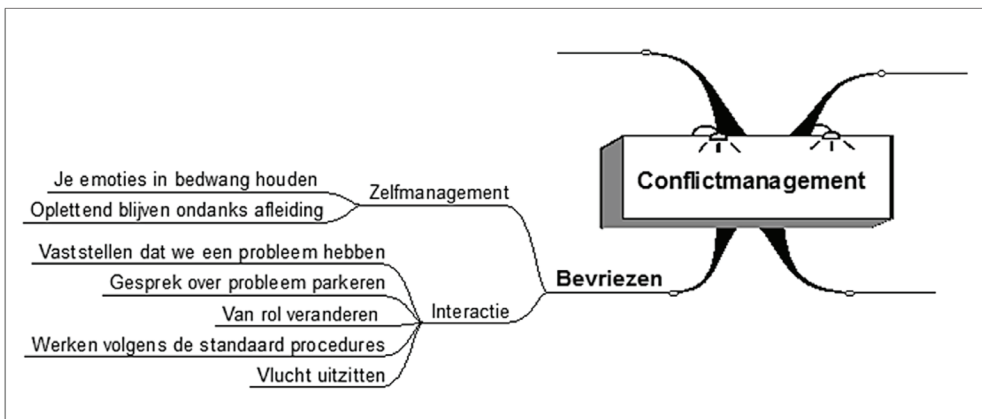 Conflictmanagement
Bevriezen
Zelfmanagement
Je emoties in bedwang houden
Oplettend blijven ondanks afleiding
Interactie
Vaststellen dat we een probleem hebben
Gesprek over probleem parkeren
Van rol veranderen
Werken volgens de standaard procedures
Vlucht uitzitten